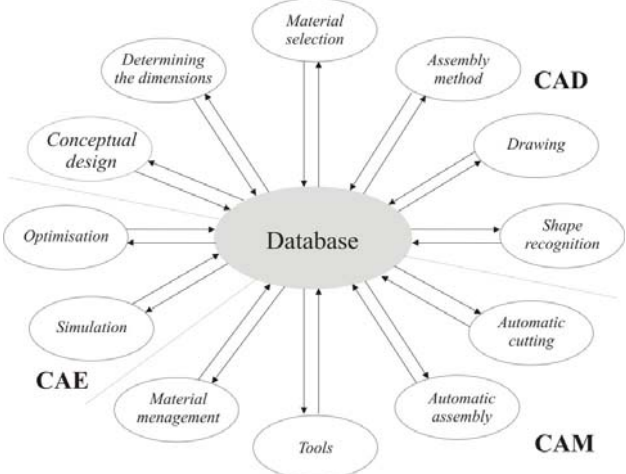 Material
selection
Determining
the dimensions
Assembly
method
CAD
Conceptual
design
Drawing
Optimisation
Database
Shape
recognition
Simulation
Automatic
cutting
CAE
Material
menagement
Tools
Automatic
assembly
CAM